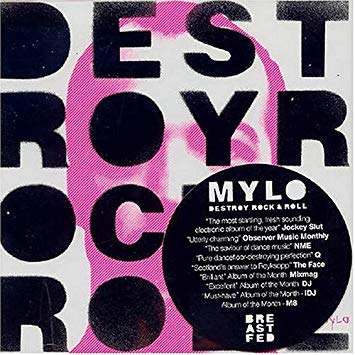 DEST
ROYR
OC
ROL
MYLO
DESTROY ROCK & ROLL
"The most starting, fresh sounding
electronic album of the year" Jockey Slut
"Utterly charming" Observer Music Monthly
"The saviour of dance music" NME
"Pure dancefloor-destroying perfection" Q
"Scotland's answer to Royksopp" The Face
"Brilliant" Album of the Month - Mixmag
"Excellent" Album of the Month - DJ
"Must-have" Album of the Month - IDJ
Album of the Month - M8
BRE
AST
FED
myLo